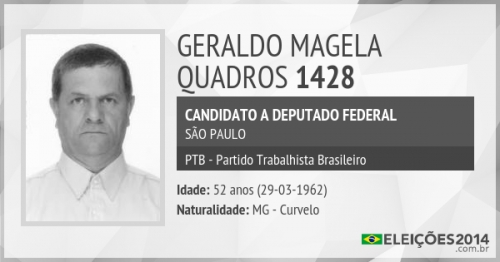 GERALDO MAGELA
QUADROS 1428
CANDIDATO A DEPUTADO FEDERAL
SÃO PAULO
PTB - Partido Trabalhista Brasileiro
Idade: 52 anos (29-03-1962)
Naturalidade: MG - Curvelo
ELEIÇÕES2014
.com.br